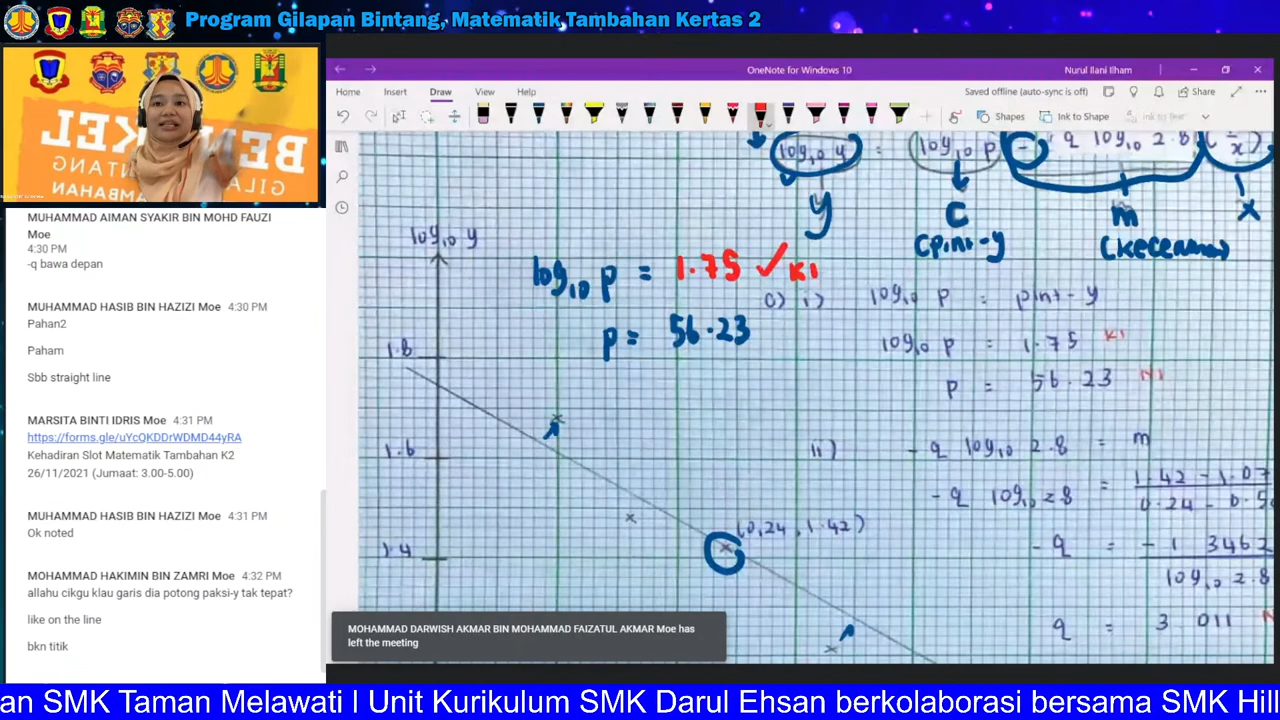 Program Gilapan Bintang, Matematik Tambahan Kertas 2
MUHAMMAD AIMAN SYAKIR BIN MOHD FAUZI
Moe
4:30 PM
-q bawa depan
MUHAMMAD HASIB BIN HAZIZI Moe 4:30 PM
Pahan2
Paham
Sbb straight line
MARSITA BINTI IDRIS Moe 4:31 PM
https://forms.gle/uYcQKDDrWDMD44yRA
Kehadiran Slot Matematik Tambahan K2
26/11/2021 (Jumaat: 3.00-5.00)
MUHAMMAD HASIB BIN HAZIZI Moe 4:31 PM
Ok noted
MOHAMMAD HAKIMIN BIN ZAMRI Moe 4:32 PM
allahu cikgu klau garis dia potong paksi-y tak tepat?
like on the line
bkn titik
OneNote for Windows 10
Nurul Ilani Ilham
Home Insert Draw View Help
Saved offline (auto-sync is off)
Share
Shapes
Ink to Shape
log10 y = log10 p - q log10 2.8
y
C
m
x
(pint-y
(kecerunan)
log10 y
log10 p = 1.75 ✓ K1
p = 56.23
c) i) log10 p = pint-y
log10 p = 1.75 K1
p = 56.23 N1
1.8
1.6
1.4
ii) -q log10 2.8 = m
-q log10 2.8 = 1.42 - 1.07
0.24 - 0.5
(0.24, 1.42)
-q = -1.3462
log10 2.8
q = 3.011
MOHAMMAD DARWISH AKMAR BIN MOHAMMAD FAIZATUL AKMAR Moe has
left the meeting
an SMK Taman Melawati l Unit Kurikulum SMK Darul Ehsan berkolaborasi bersama SMK Hill